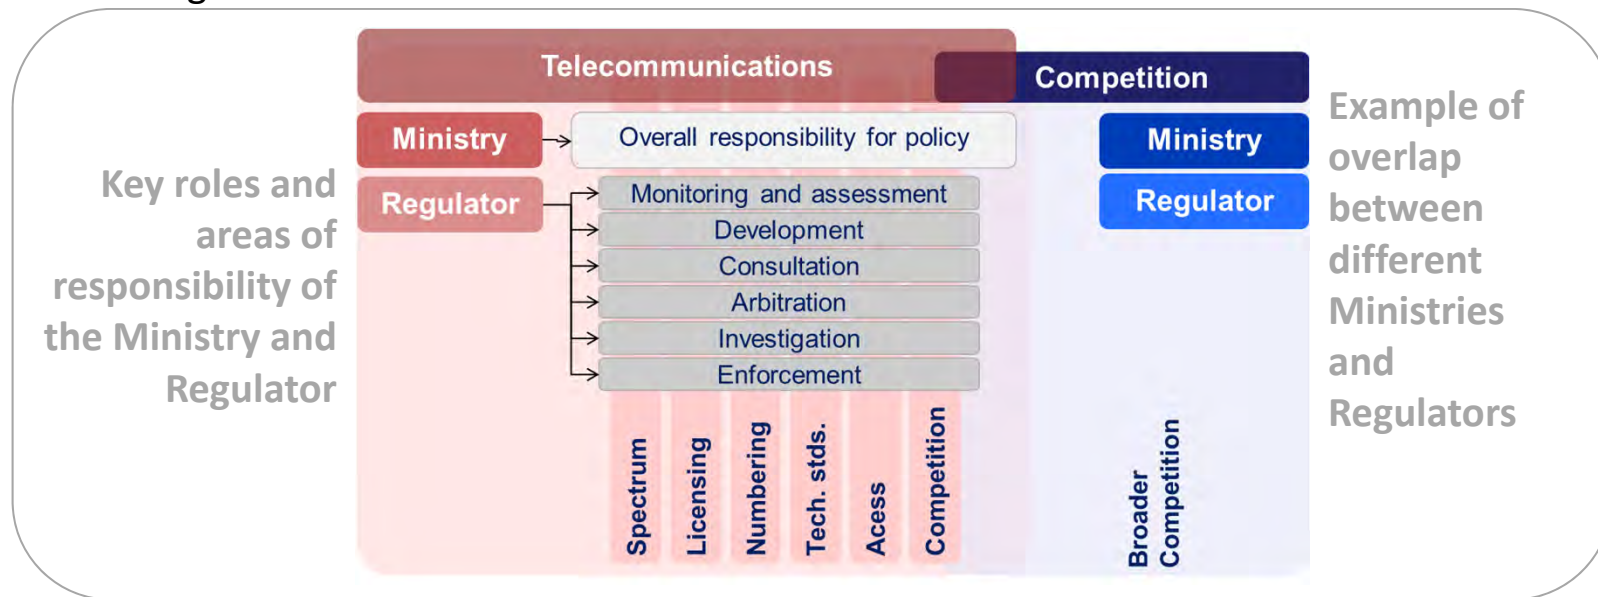 Telecommunications
Competition
Ministry
Overall responsibility for policy
Ministry
Regulator
Monitoring and assessment
Regulator
Development
Consultation
Arbitration
Investigation
Enforcement
Key roles and
areas of
responsibility of
the Ministry and
Regulator
Example of
overlap
between
different
Ministries
and
Regulators
Spectrum
Licensing
Numbering
Tech. stds.
Acess
Competition
Broader
Competition